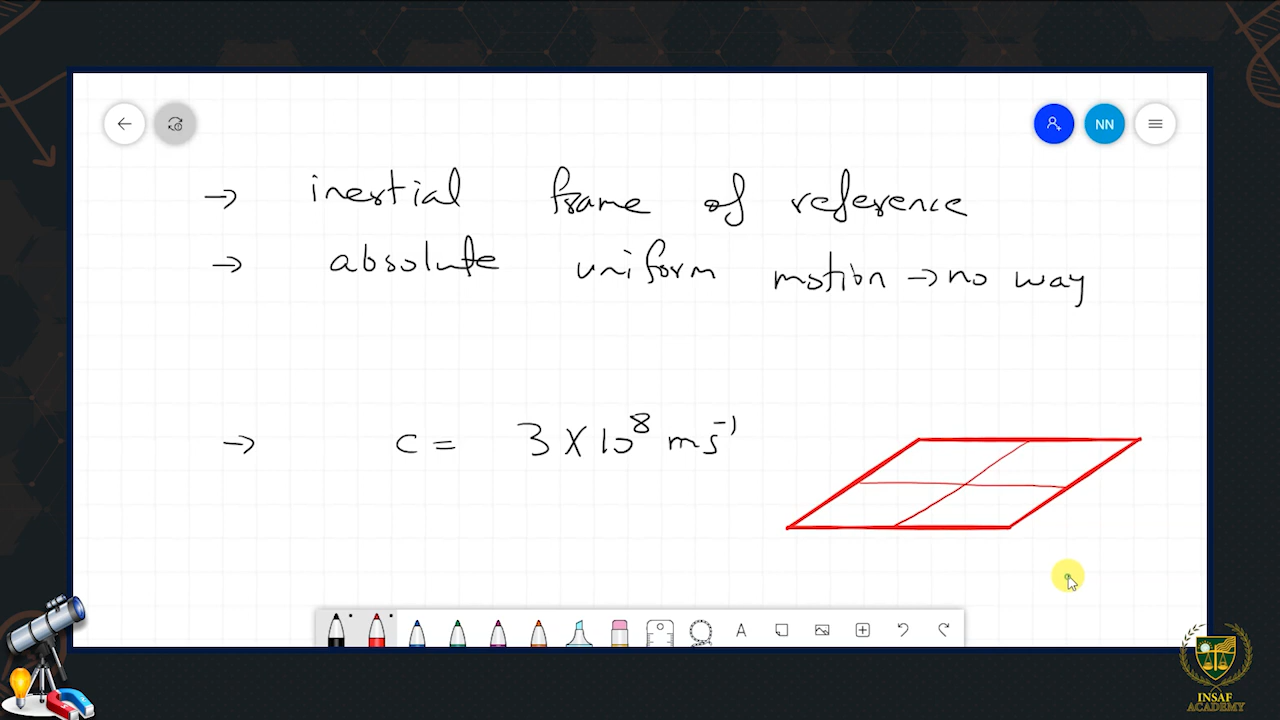 NN
→ inertial frame of reference
→ absolute uniform motion → no way
→ c = 3 × 10⁸ ms⁻¹
A
INSAF
ACADEMY